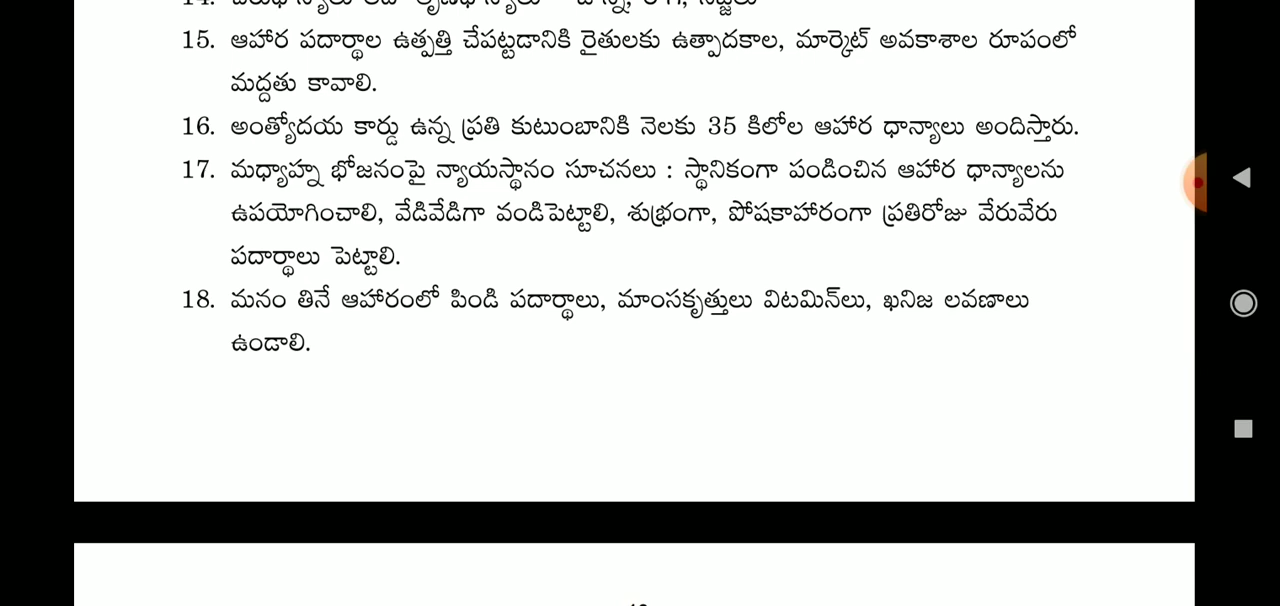 15. ఆహార పదార్థాల ఉత్పత్తి చేపట్టడానికి రైతులకు ఉత్పాదకాల, మార్కెట్ అవకాశాల రూపంలో
మద్దతు కావాలి.
16. అంత్యోదయ కార్డు ఉన్న ప్రతి కుటుంబానికి నెలకు 35 కిలోల ఆహార ధాన్యాలు అందిస్తారు.
17. మధ్యాహ్న భోజనంపై న్యాయస్థానం సూచనలు : స్థానికంగా పండించిన ఆహార ధాన్యాలను
ఉపయోగించాలి, వేడివేడిగా వండిపెట్టాలి, శుభ్రంగా, పోషకాహారంగా ప్రతిరోజు వేరువేరు
పదార్థాలు పెట్టాలి.
18. మనం తినే ఆహారంలో పిండి పదార్థాలు, మాంసకృత్తులు విటమిన్‌లు, ఖనిజ లవణాలు
ఉండాలి.